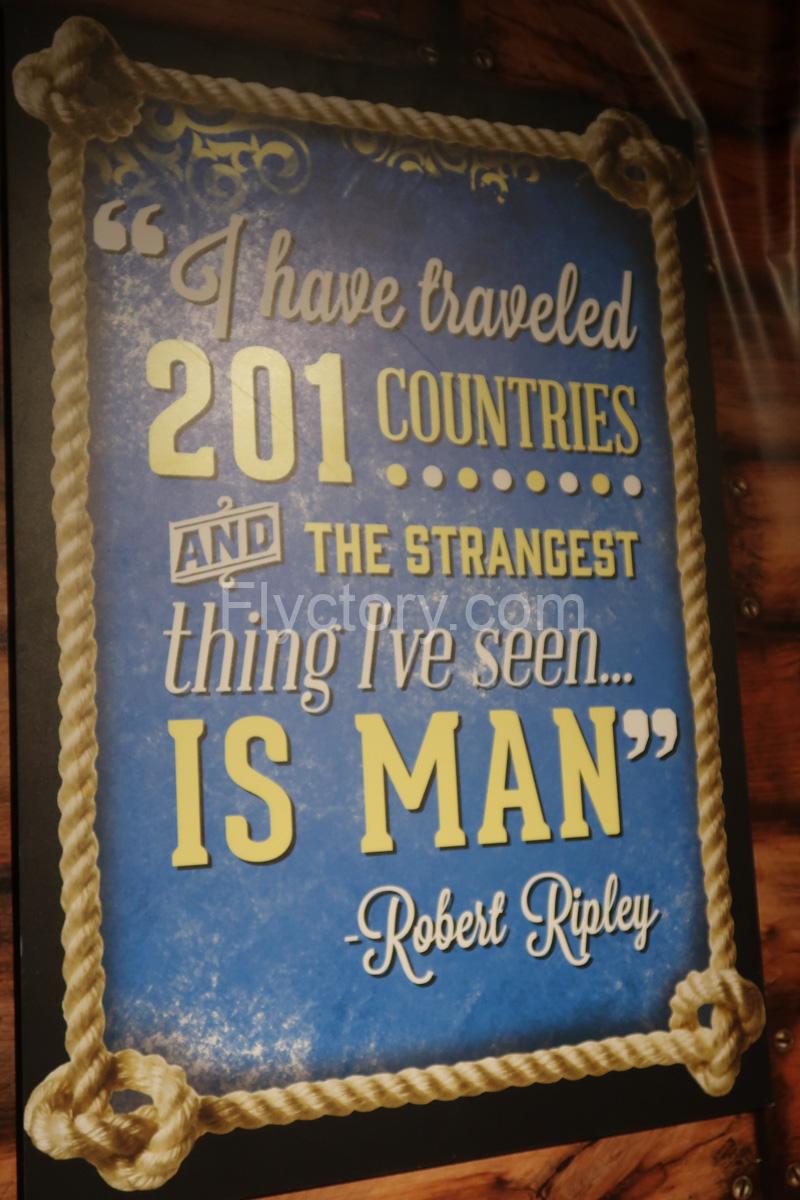 “I have traveled
201 COUNTRIES
AND THE STRANGEST
Flyctory.com
thing I've seen...
IS MAN”
-Robert Ripley